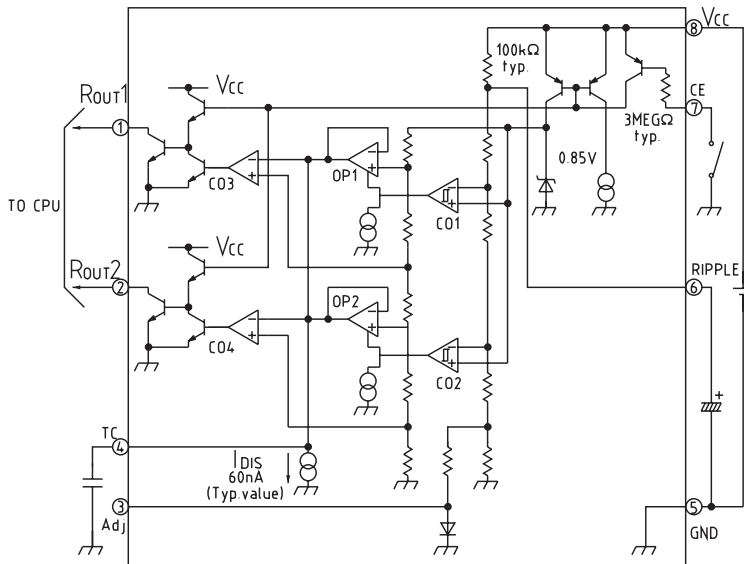 8
VCC
100kΩ
typ.
ROUT1
VCC
CE
7
3MEGΩ
typ.
1
OP1
0.85V
CO3
TO CPU
CO1
VCC
ROUT2
RIPPLE
6
2
OP2
CO4
CO2
+
TC
4
IDIS
60nA
(Typ.value)
3
Adj
5
GND
− + − + − + − + − + − +